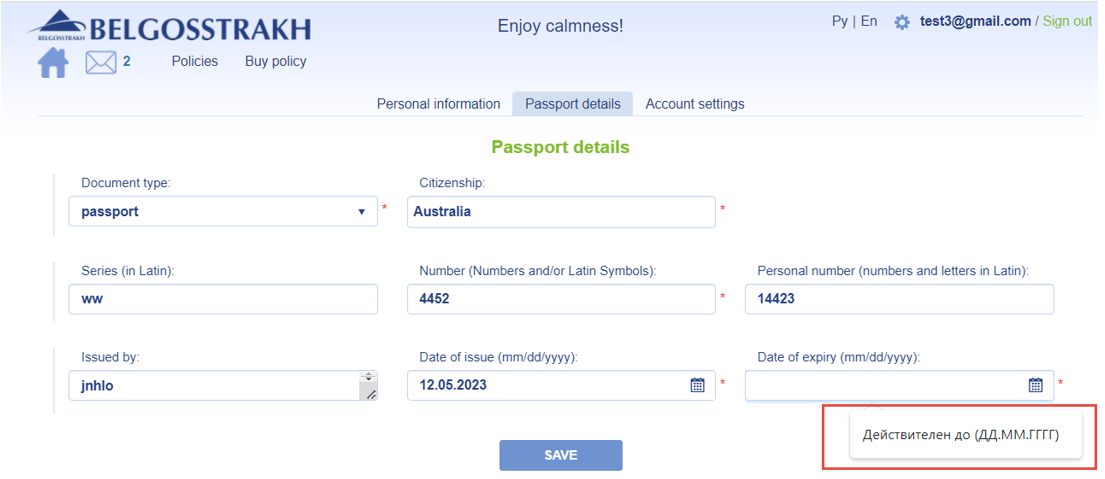 BELGOSSTRAKH Enjoy calmness! Ру | En test3@gmail.com / Sign out
BELGOSSTRAKH
2 Policies Buy policy
Personal information Passport details Account settings
Passport details
Document type: Citizenship:
passport * Australia *
Series (in Latin): Number (Numbers and/or Latin Symbols): Personal number (numbers and letters in Latin):
ww 4452 * 14423
Issued by: Date of issue (mm/dd/yyyy): Date of expiry (mm/dd/yyyy):
jnhlo 12.05.2023 * *
Действителен до (ДД.ММ.ГГГГ)
SAVE